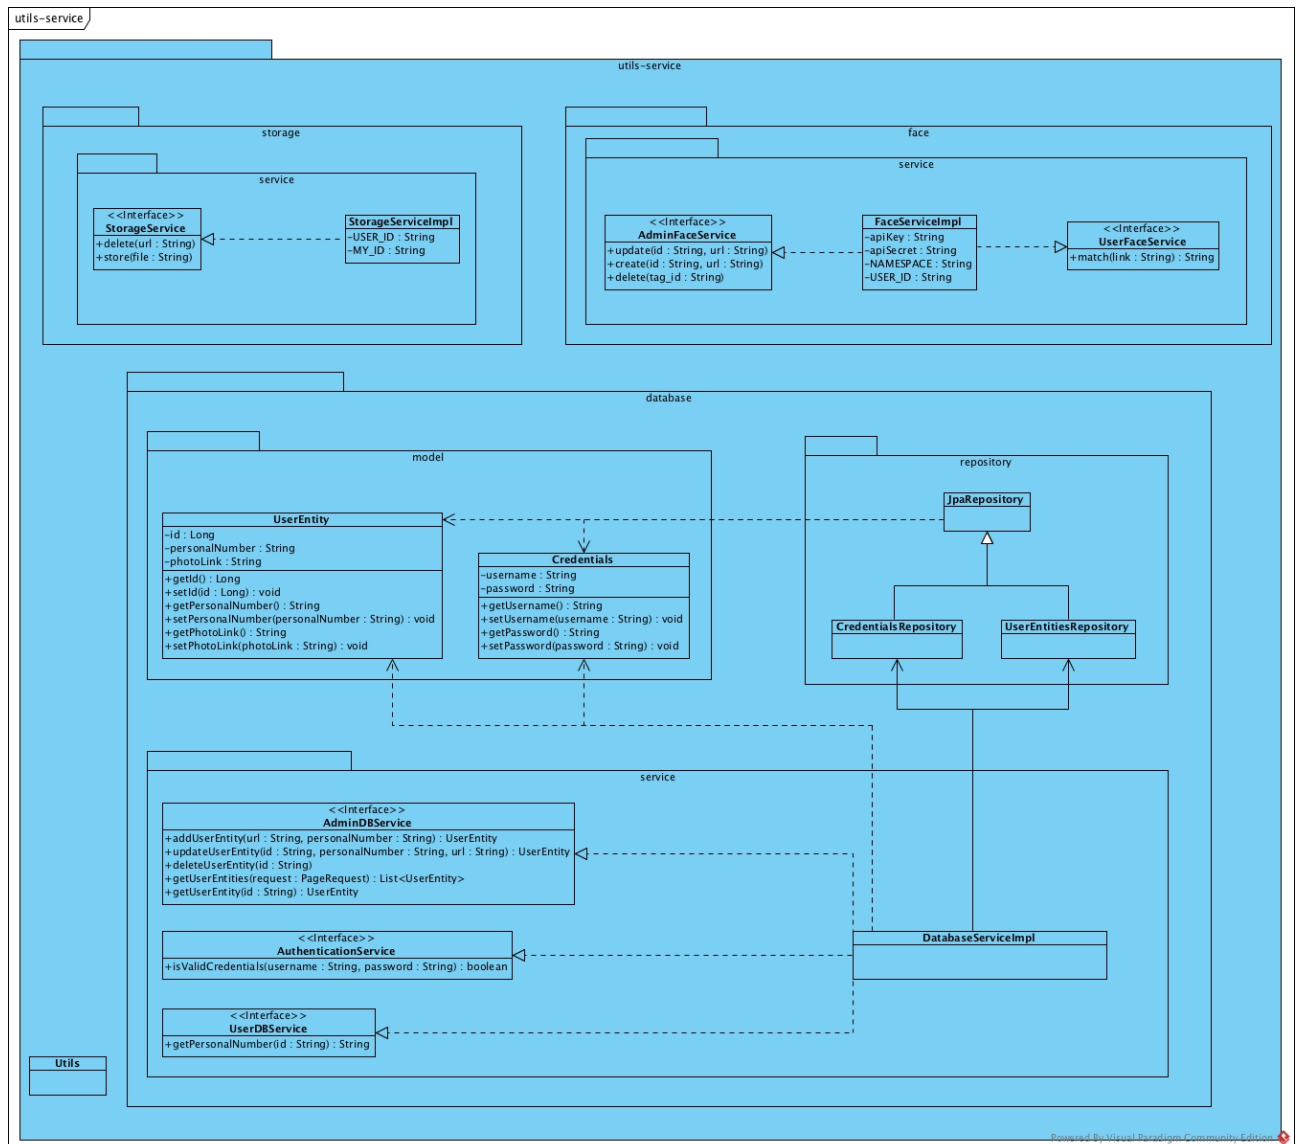 utils-service
utils-service
storage
service
<<Interface>>
StorageService
+delete(url : String)
+store(file : String)
StorageServiceImpl
-USER_ID : String
-MY_ID : String
face
service
<<Interface>>
AdminFaceService
+update(id : String, url : String)
+create(id : String, url : String)
+delete(tag_id : String)
FaceServiceImpl
-apiKey : String
-apiSecret : String
-NAMESPACE : String
-USER_ID : String
<<Interface>>
UserFaceService
+match(link : String) : String
database
model
UserEntity
-id : Long
-personalNumber : String
-photoLink : String
+getId() : Long
+setId(id : Long) : void
+getPersonalNumber() : String
+setPersonalNumber(personalNumber : String) : void
+getPhotoLink() : String
+setPhotoLink(photoLink : String) : void
Credentials
-username : String
-password : String
+getUsername() : String
+setUsername(username : String) : void
+getPassword() : String
+setPassword(password : String) : void
repository
JpaRepository
CredentialsRepository
UserEntitiesRepository
service
<<Interface>>
AdminDBService
+addUserEntity(url : String, personalNumber : String) : UserEntity
+updateUserEntity(id : String, personalNumber : String, url : String) : UserEntity
+deleteUserEntity(id : String)
+getUserEntities(request : PageRequest) : List<UserEntity>
+getUserEntity(id : String) : UserEntity
<<Interface>>
AuthenticationService
+isValidCredentials(username : String, password : String) : boolean
DatabaseServiceImpl
<<Interface>>
UserDBService
+getPersonalNumber(id : String) : String
Utils
Powered By Visual Paradigm Community Edition